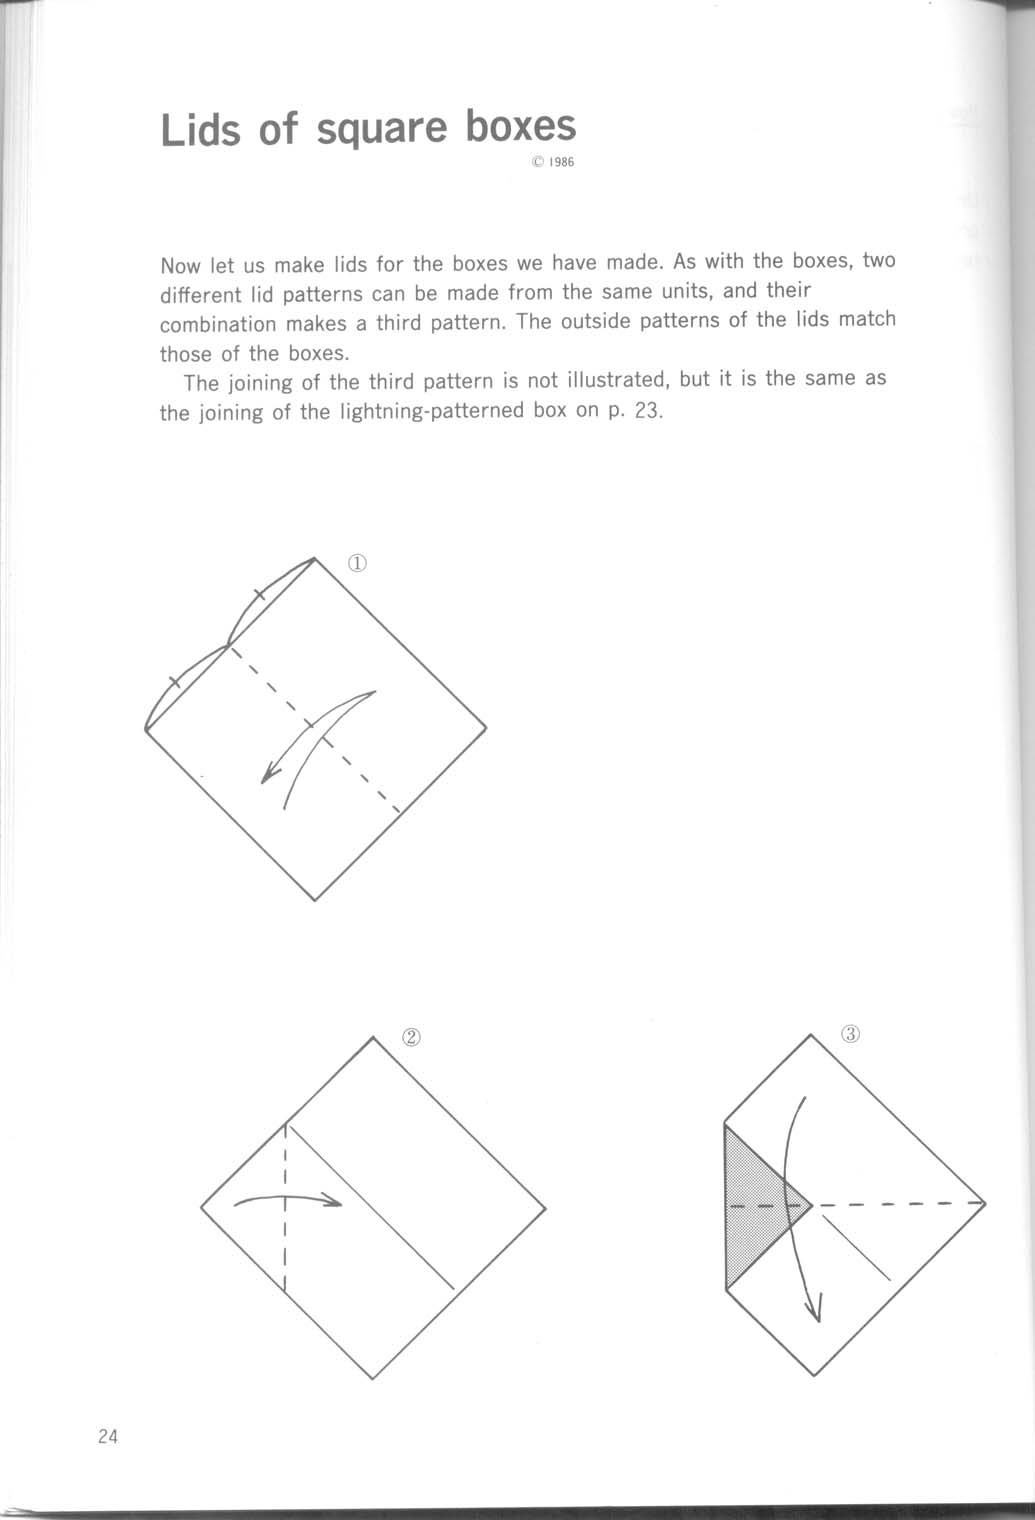 Lids of square boxes
© 1986
Now let us make lids for the boxes we have made. As with the boxes, two
different lid patterns can be made from the same units, and their
combination makes a third pattern. The outside patterns of the lids match
those of the boxes.
The joining of the third pattern is not illustrated, but it is the same as
the joining of the lightning-patterned box on p. 23.
①
②
③
24